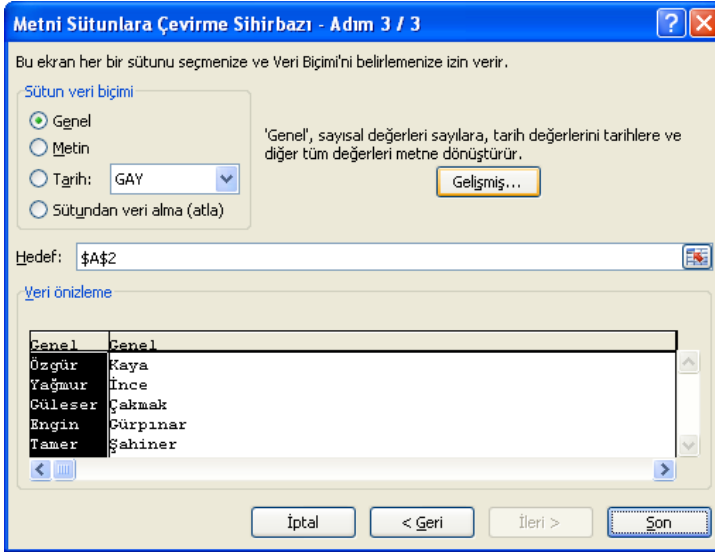 Metni Sütunlara Çevirme Sihirbazı - Adım 3 / 3
Bu ekran her bir sütunu seçmenize ve Veri Biçimi'ni belirlemenize izin verir.
Sütun veri biçimi
Genel
Metin
Tarih: GAY
Sütundan veri alma (atla)
'Genel', sayısal değerleri sayılara, tarih değerlerini tarihlere ve
diğer tüm değerleri metne dönüştürür.
Gelişmiş...
Hedef: $A$2
Veri önizleme
Genel Genel
Özgür Kaya
Yağmur İnce
Güleser Çakmak
Engin Gürpınar
Tamer Şahiner
İptal < Geri İleri > Son